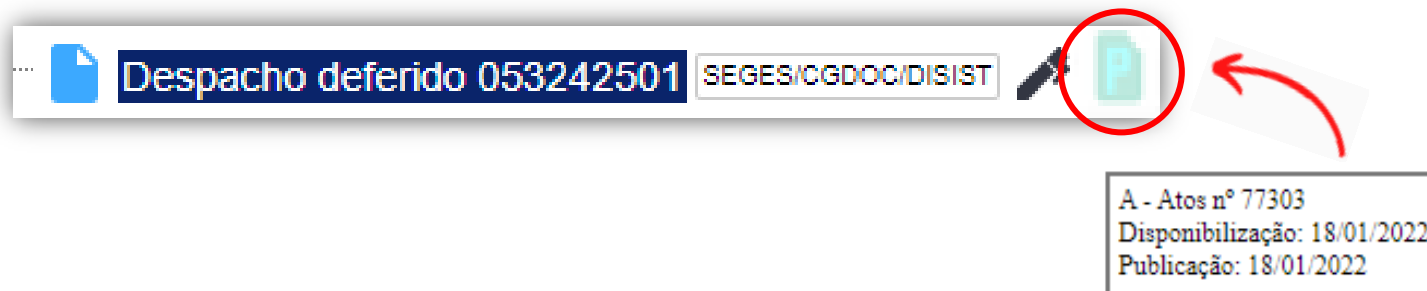 Despacho deferido 053242501 SEGES/CGDOC/DISIST P
A - Atos nº 77303
Disponibilização: 18/01/2022
Publicação: 18/01/2022